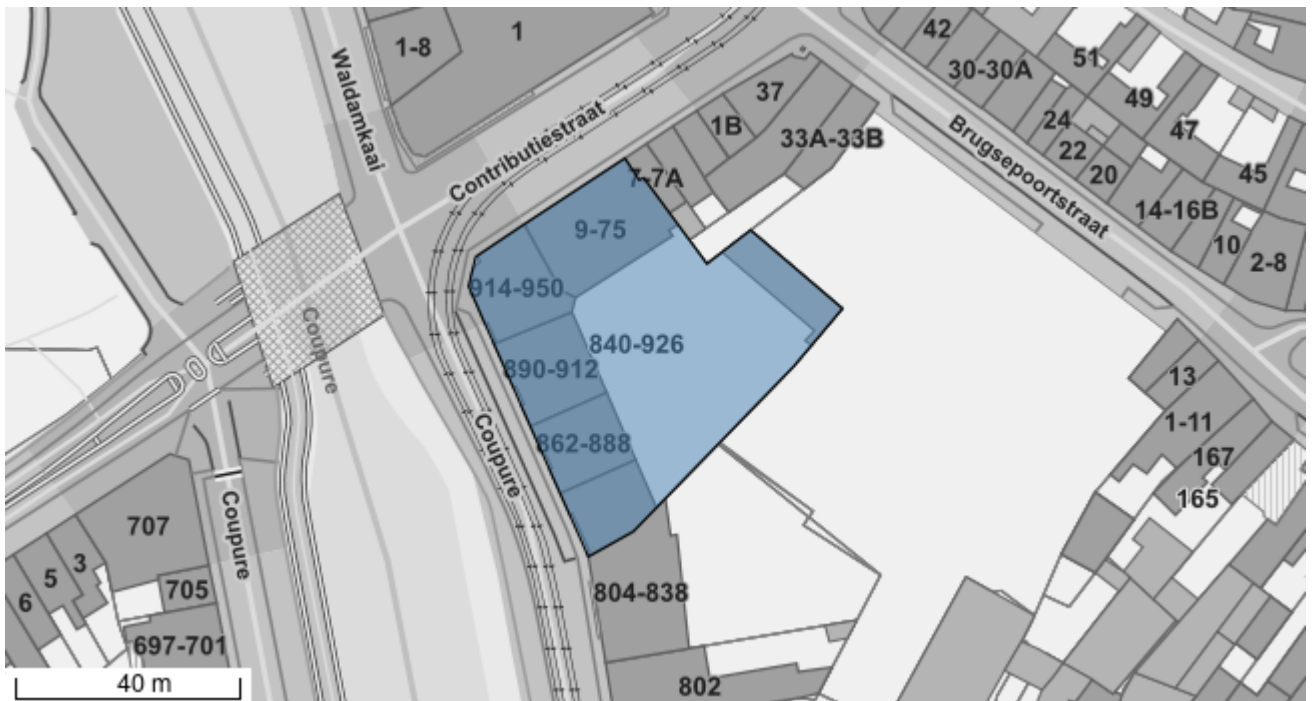 1-8
1
42
30-30A
51
49
47
45
24
22
20
14-16B
10
2-8
Waldamkaai
Contributiestraat
Brugsepoortstraat
37
1B
33A-33B
7-7A
9-75
914-950
840-926
890-912
862-888
Coupure
Coupure
Coupure
13
1-11
167
165
707
3
5
6
705
697-701
804-838
802
40 m